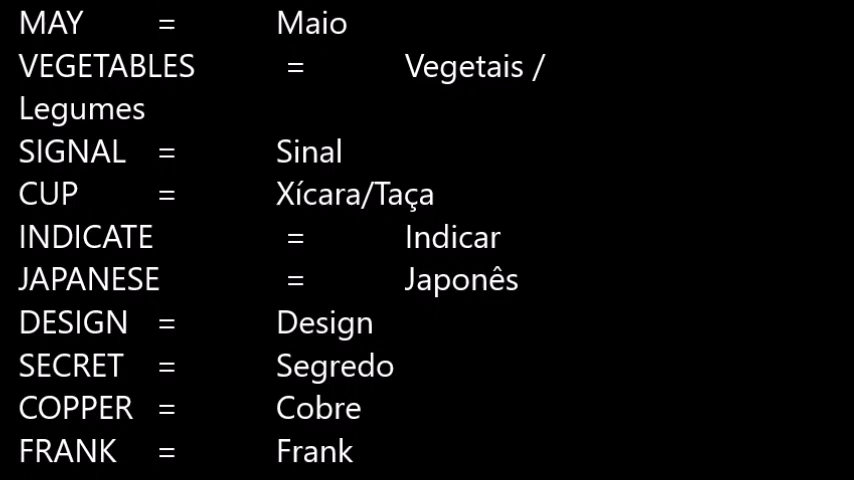 MAY = Maio
VEGETABLES = Vegetais /
Legumes
SIGNAL = Sinal
CUP = Xícara/Taça
INDICATE = Indicar
JAPANESE = Japonês
DESIGN = Design
SECRET = Segredo
COPPER = Cobre
FRANK = Frank